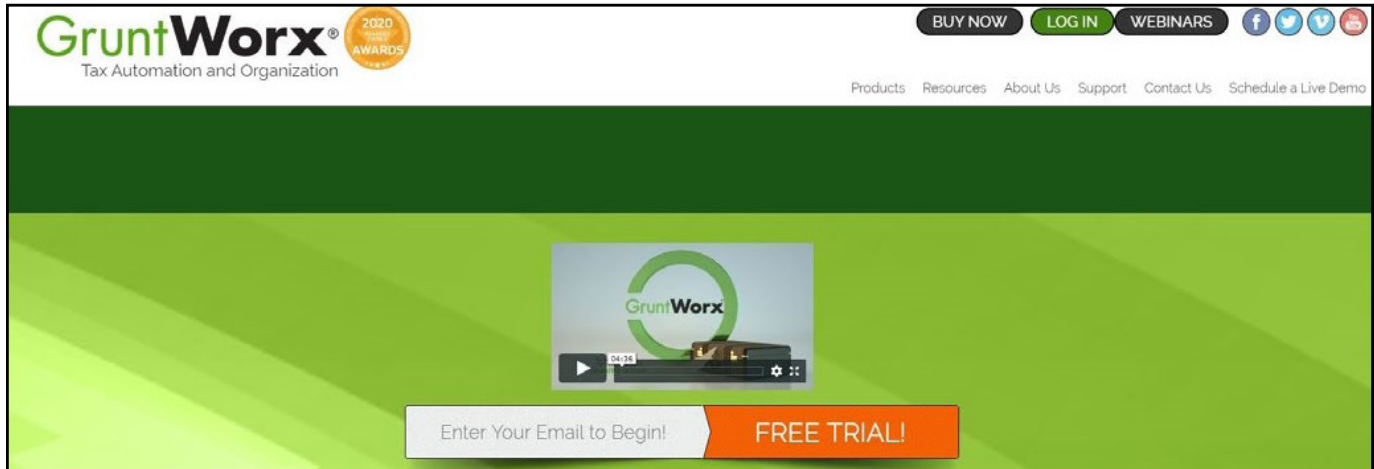 GruntWorx®
Tax Automation and Organization
2020
AWARDS
BUY NOW
LOG IN
WEBINARS
Products Resources About Us Support Contact Us Schedule a Live Demo
GruntWorx
04:36
Enter Your Email to Begin!
FREE TRIAL!